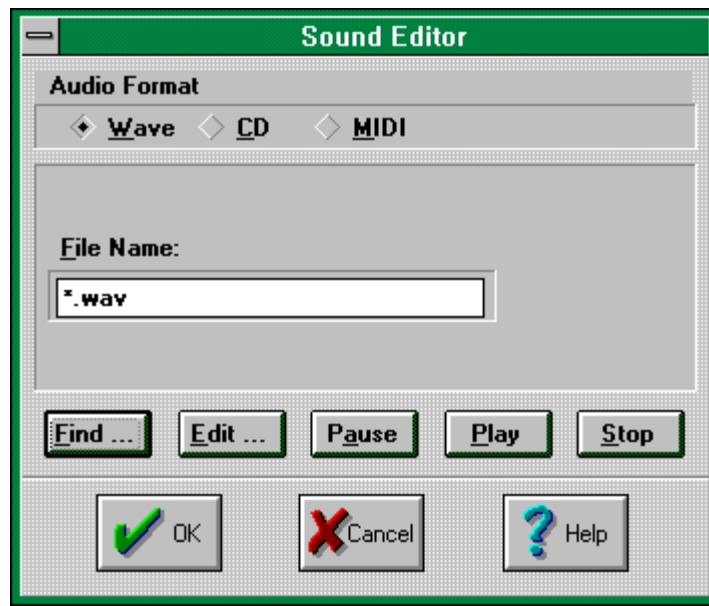 Sound Editor
Audio Format
Wave CD MIDI
File Name:
*.wav
Find ... Edit ... Pause Play Stop
OK Cancel Help